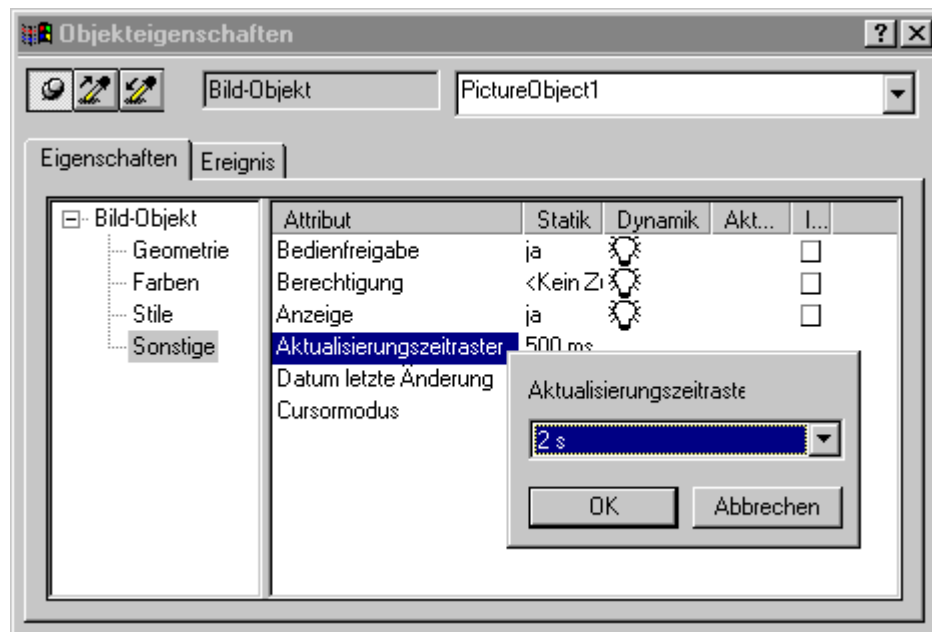 Objekteigenschaften
Bild-Objekt PictureObject1
Eigenschaften Ereignis
Bild-Objekt
Geometrie
Farben
Stile
Sonstige
Attribut Statik Dynamik Akt... I...
Bedienfreigabe ja
Berechtigung <Kein Z
Anzeige ja
Aktualisierungszeitraster 500 ms
Datum letzte Änderung
Cursormodus
Aktualisierungszeitraste
2 s
OK Abbrechen